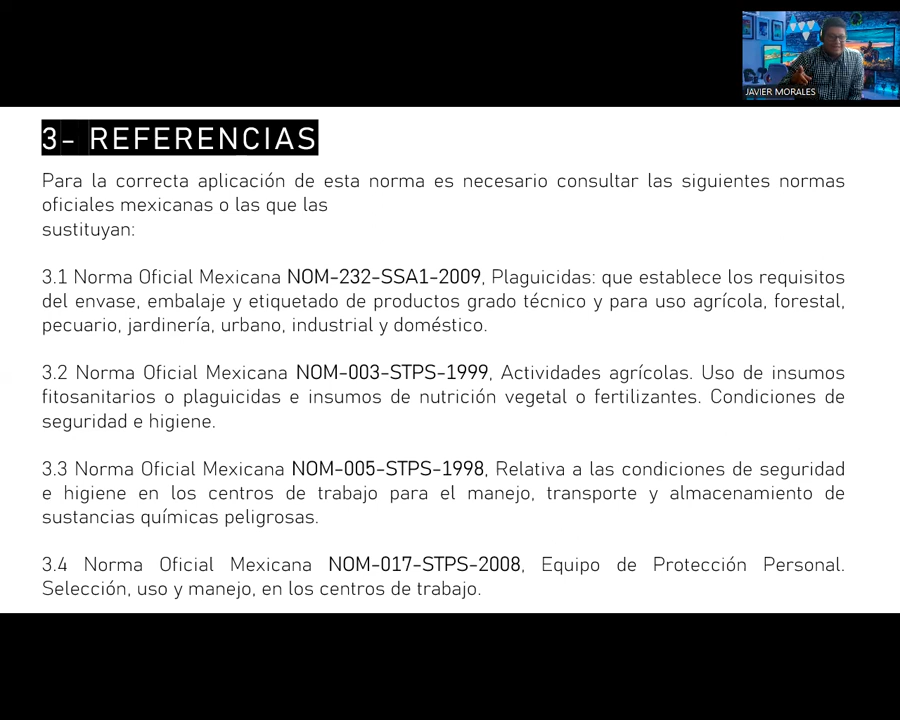 JAVIER MORALES
3- REFERENCIAS
Para la correcta aplicación de esta norma es necesario consultar las siguientes normas
oficiales mexicanas o las que las
sustituyan:
3.1 Norma Oficial Mexicana NOM-232-SSA1-2009, Plaguicidas: que establece los requisitos
del envase, embalaje y etiquetado de productos grado técnico y para uso agrícola, forestal,
pecuario, jardinería, urbano, industrial y doméstico.
3.2 Norma Oficial Mexicana NOM-003-STPS-1999, Actividades agrícolas. Uso de insumos
fitosanitarios o plaguicidas e insumos de nutrición vegetal o fertilizantes. Condiciones de
seguridad e higiene.
3.3 Norma Oficial Mexicana NOM-005-STPS-1998, Relativa a las condiciones de seguridad
e higiene en los centros de trabajo para el manejo, transporte y almacenamiento de
sustancias químicas peligrosas.
3.4 Norma Oficial Mexicana NOM-017-STPS-2008, Equipo de Protección Personal.
Selección, uso y manejo, en los centros de trabajo.